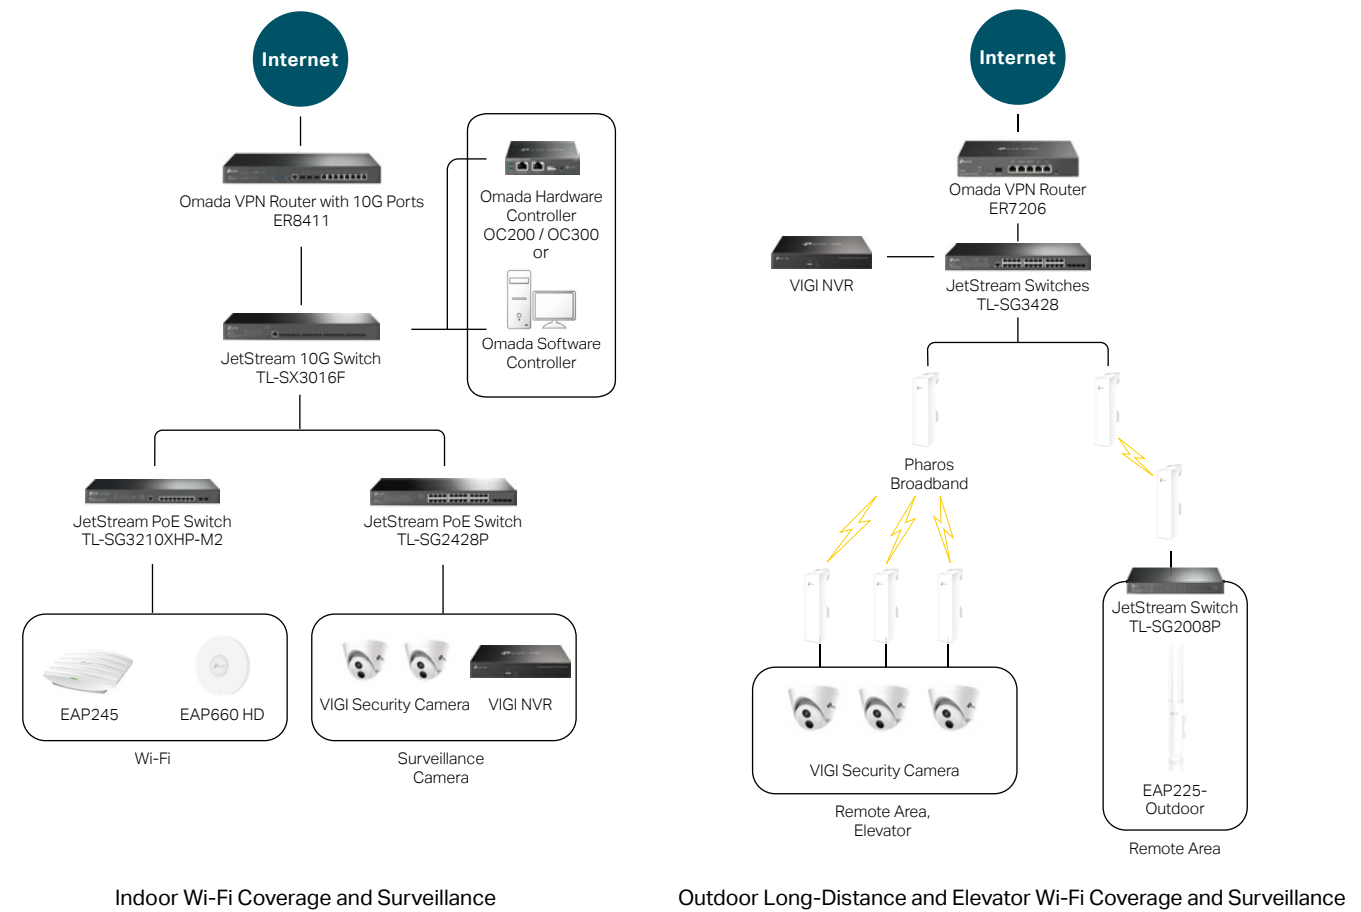 Internet
Omada VPN Router with 10G Ports
ER8411
Omada Hardware
Controller
OC200 / OC300
or
Omada Software
Controller
JetStream 10G Switch
TL-SX3016F
JetStream PoE Switch
TL-SG3210XHP-M2
JetStream PoE Switch
TL-SG2428P
EAP245
EAP660 HD
Wi-Fi
VIGI Security Camera
VIGI NVR
Surveillance
Camera
Indoor Wi-Fi Coverage and Surveillance
Internet
Omada VPN Router
ER7206
VIGI NVR
JetStream Switches
TL-SG3428
Pharos
Broadband
VIGI Security Camera
Remote Area,
Elevator
JetStream Switch
TL-SG2008P
EAP225-
Outdoor
Remote Area
Outdoor Long-Distance and Elevator Wi-Fi Coverage and Surveillance